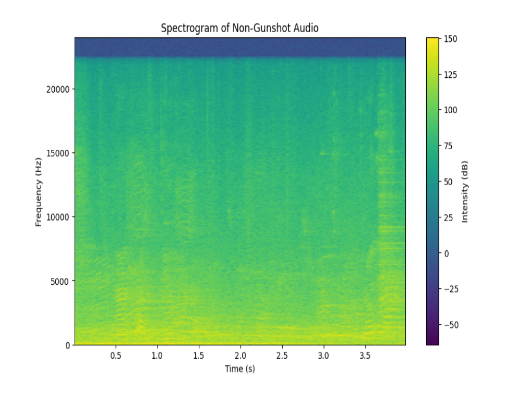 Spectrogram of Non-Gunshot Audio
Frequency (Hz)
20000
15000
10000
5000
0
0.5 1.0 1.5 2.0 2.5 3.0 3.5
Time (s)
150
125
100
75
50
25
0
−25
−50
Intensity (dB)